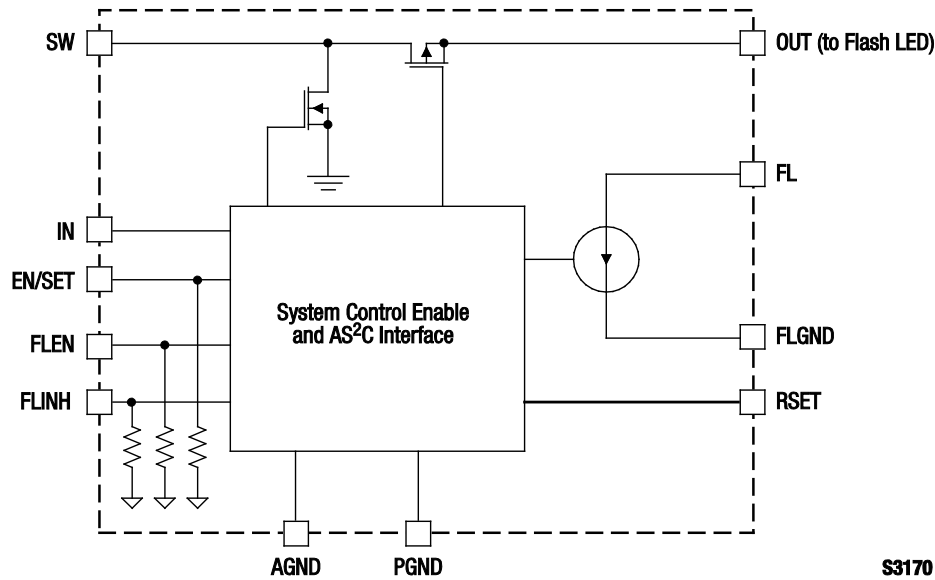 SW
OUT (to Flash LED)
FL
IN
EN/SET
System Control Enable
and AS²C Interface
FLEN
FLGND
FLINH
RSET
AGND
PGND
S3170